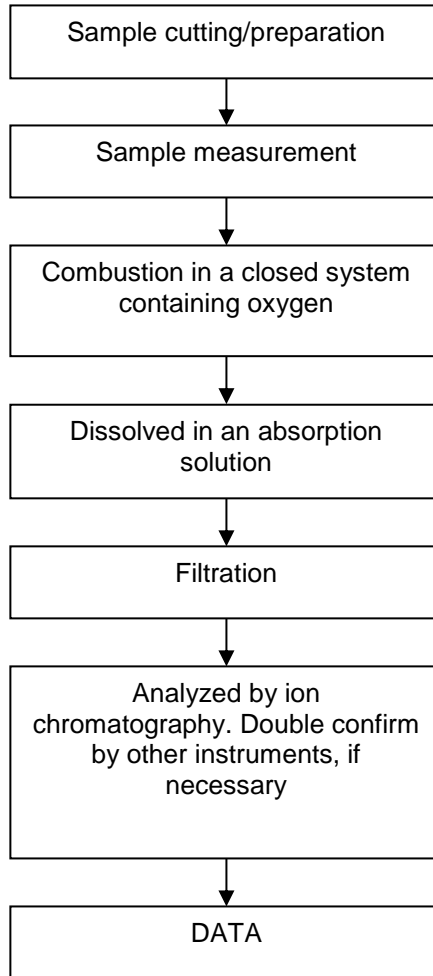 Sample cutting/preparation
Sample measurement
Combustion in a closed system
containing oxygen
Dissolved in an absorption
solution
Filtration
Analyzed by ion
chromatography. Double confirm
by other instruments, if
necessary
DATA